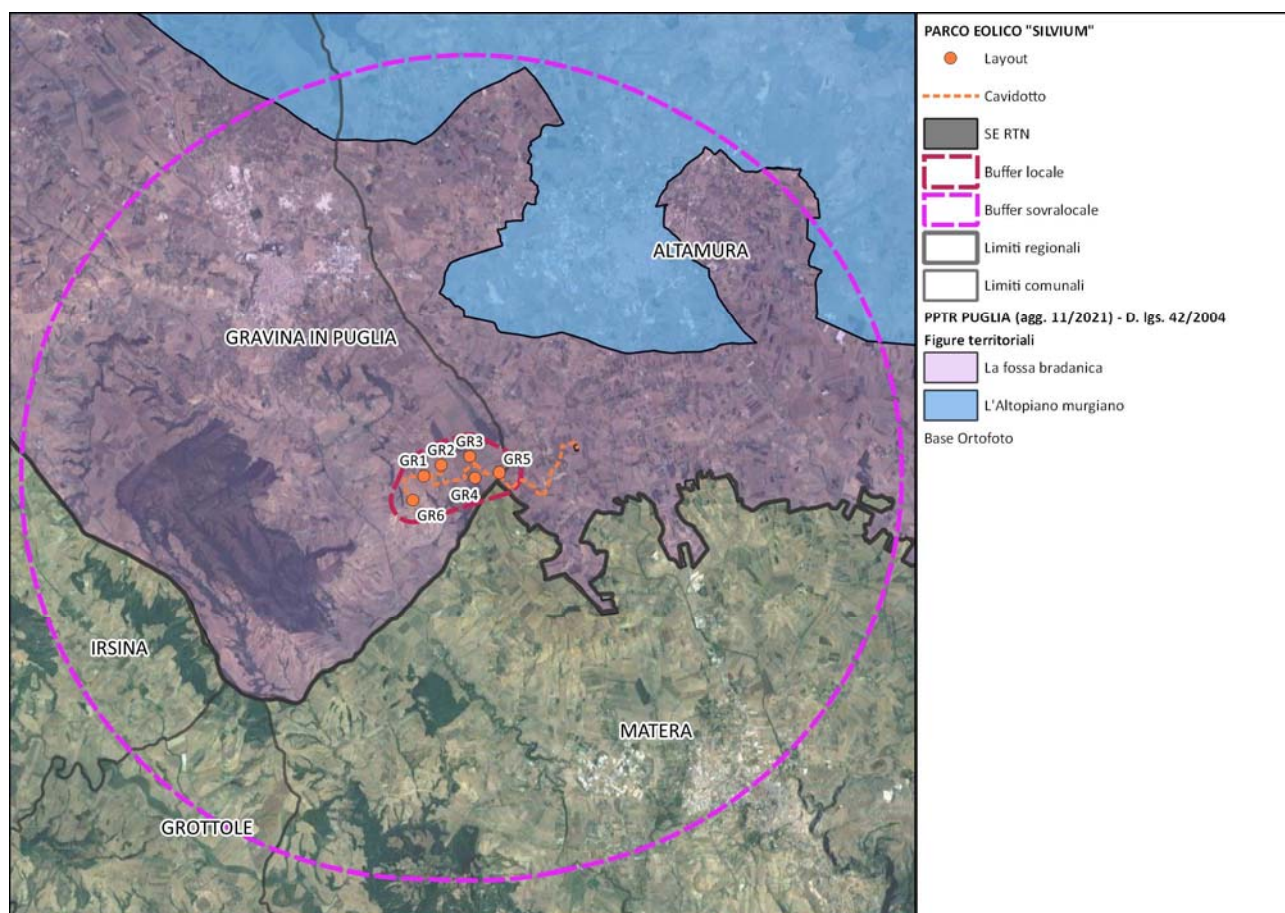 ALTAMURA
GRAVINA IN PUGLIA
GR3
GR2
GR1
GR5
GR4
GR6
IRSINA
MATERA
GROTTOLE
PARCO EOLICO "SILVIUM"
Layout
Cavidotto
SE RTN
Buffer locale
Buffer sovralocale
Limiti regionali
Limiti comunali
PPTR PUGLIA (agg. 11/2021) - D. lgs. 42/2004
Figure territoriali
La fossa bradanica
L'Altopiano murgiano
Base Ortofoto